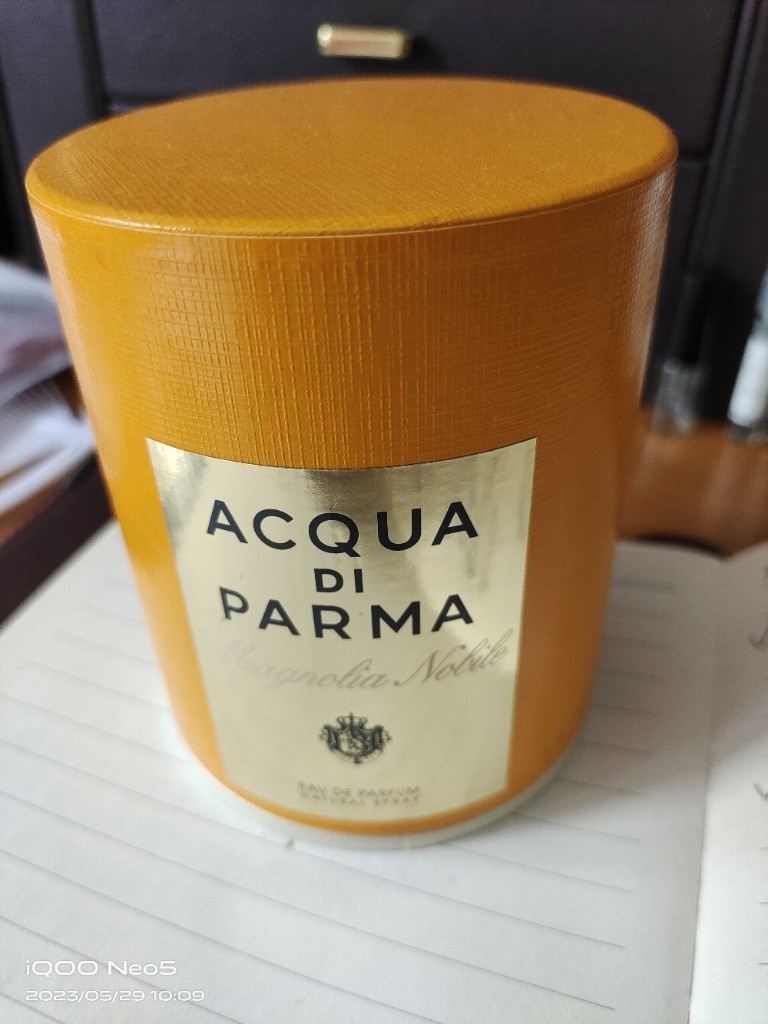 ACQUA
DI
PARMA
Magnolia Nobile
EAU DE PARFUM
NATURAL SPRAY
iQOO Neo5
2023/05/29 10:09